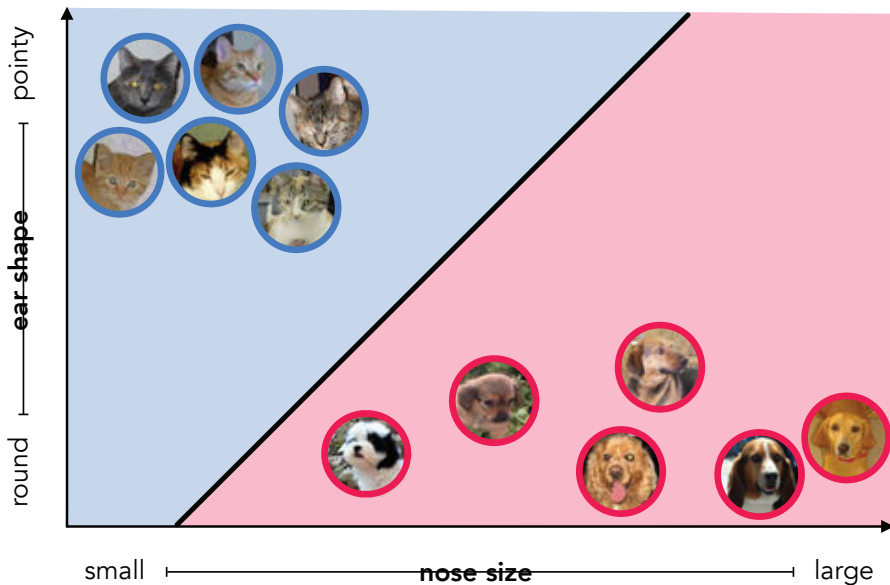 pointy
ear shape
round
small
nose size
large